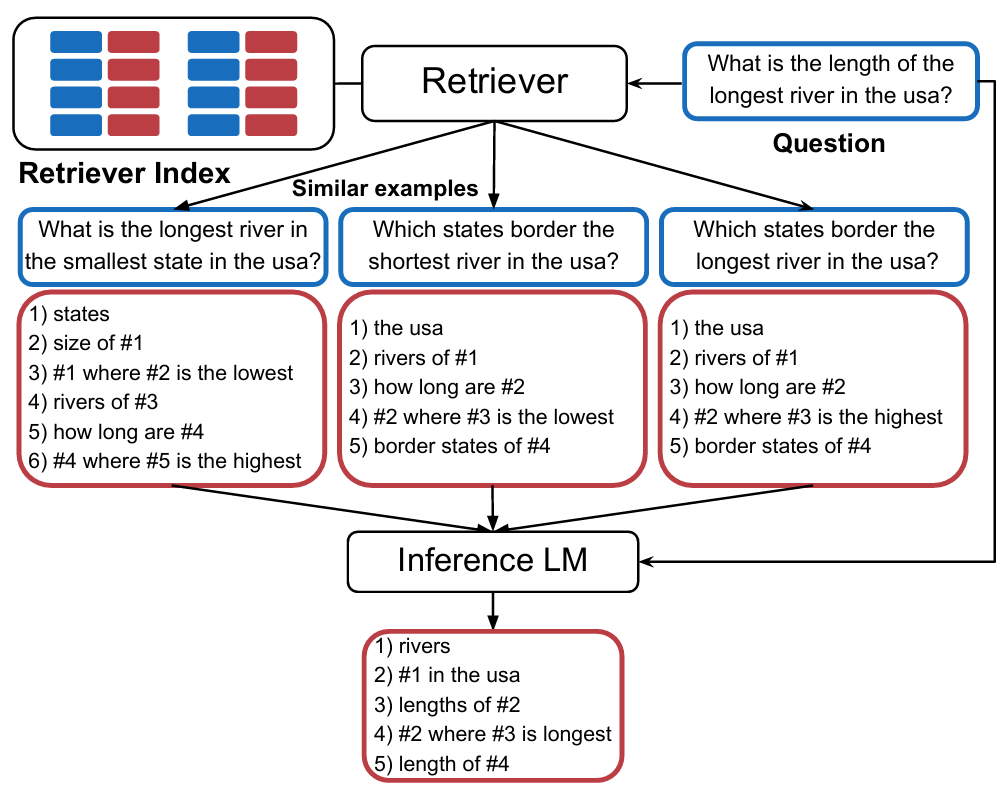 Retriever
What is the length of the
longest river in the usa?
Question
Retriever Index
Similar examples
What is the longest river in
the smallest state in the usa?
Which states border the
shortest river in the usa?
Which states border the
longest river in the usa?
1) states
2) size of #1
3) #1 where #2 is the lowest
4) rivers of #3
5) how long are #4
6) #4 where #5 is the highest
1) the usa
2) rivers of #1
3) how long are #2
4) #2 where #3 is the lowest
5) border states of #4
1) the usa
2) rivers of #1
3) how long are #2
4) #2 where #3 is the highest
5) border states of #4
Inference LM
1) rivers
2) #1 in the usa
3) lengths of #2
4) #2 where #3 is longest
5) length of #4